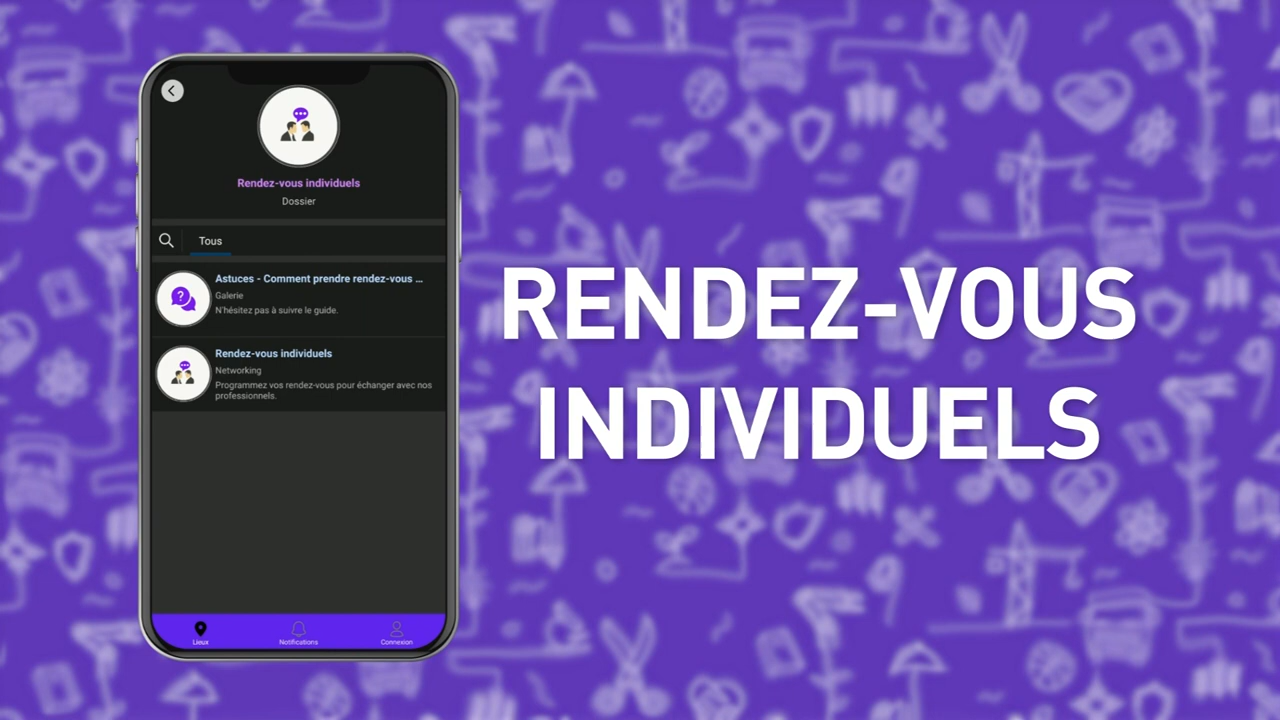 Rendez-vous individuels
Dossier
Tous
Astuces - Comment prendre rendez-vous ...
Galerie
N'hésitez pas à suivre le guide.
Rendez-vous individuels
Networking
Programmez vos rendez-vous pour échanger avec nos
professionnels.
Lieux
Notifications
Connexion
RENDEZ-VOUS
INDIVIDUELS